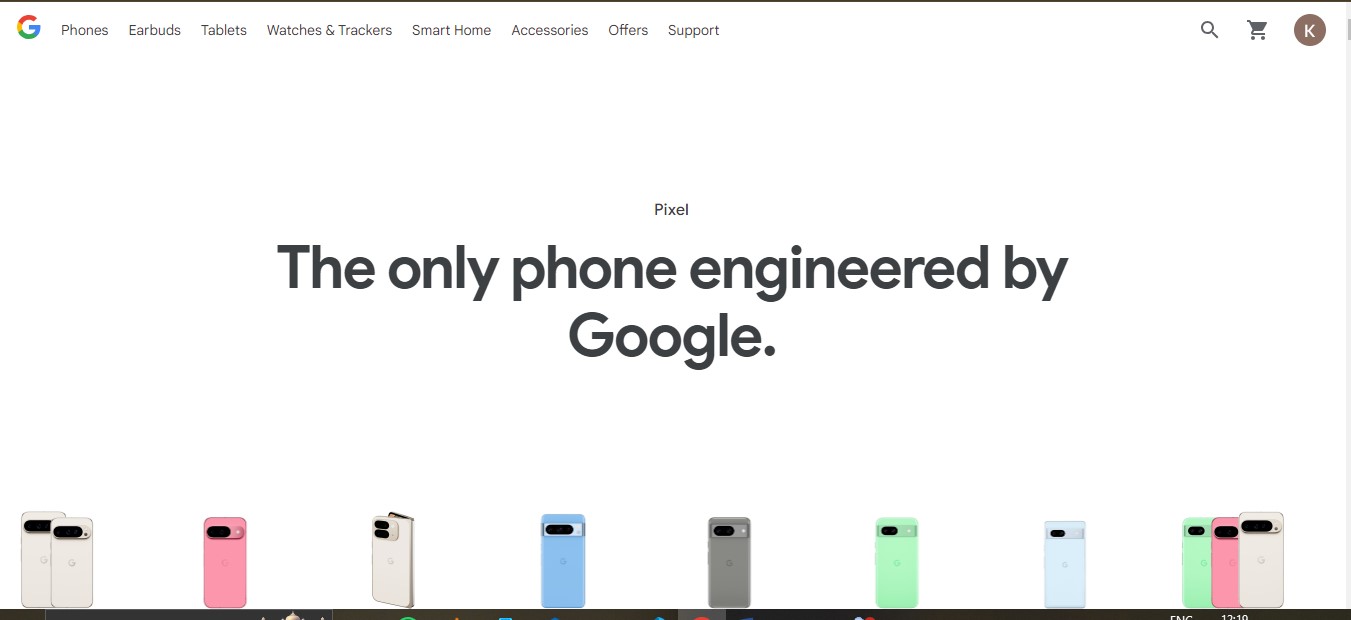 Phones Earbuds Tablets Watches & Trackers Smart Home Accessories Offers Support K
Pixel
The only phone engineered by
Google.
ENG 12:19